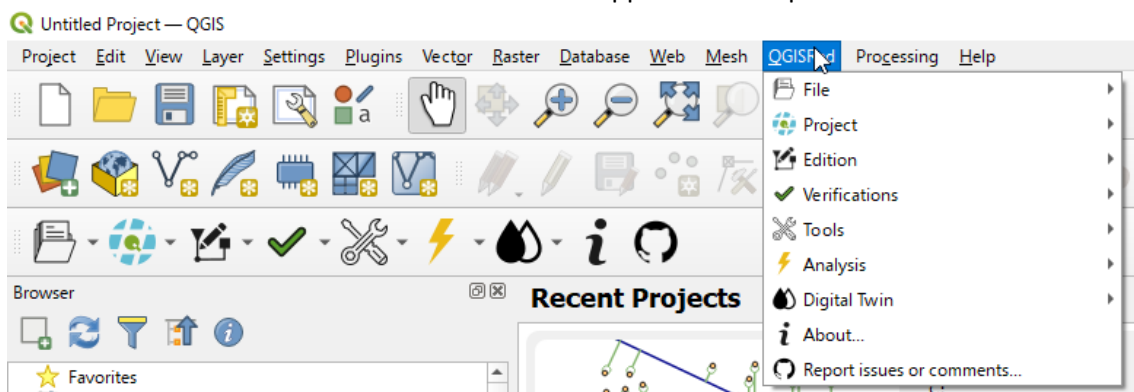 Untitled Project — QGIS
Project Edit View Layer Settings Plugins Vector Raster Database Web Mesh QGISRed Processing Help
File
Project
Edition
Verifications
Tools
Analysis
Digital Twin
About...
Report issues or comments...
Browser
Recent Projects
Favorites